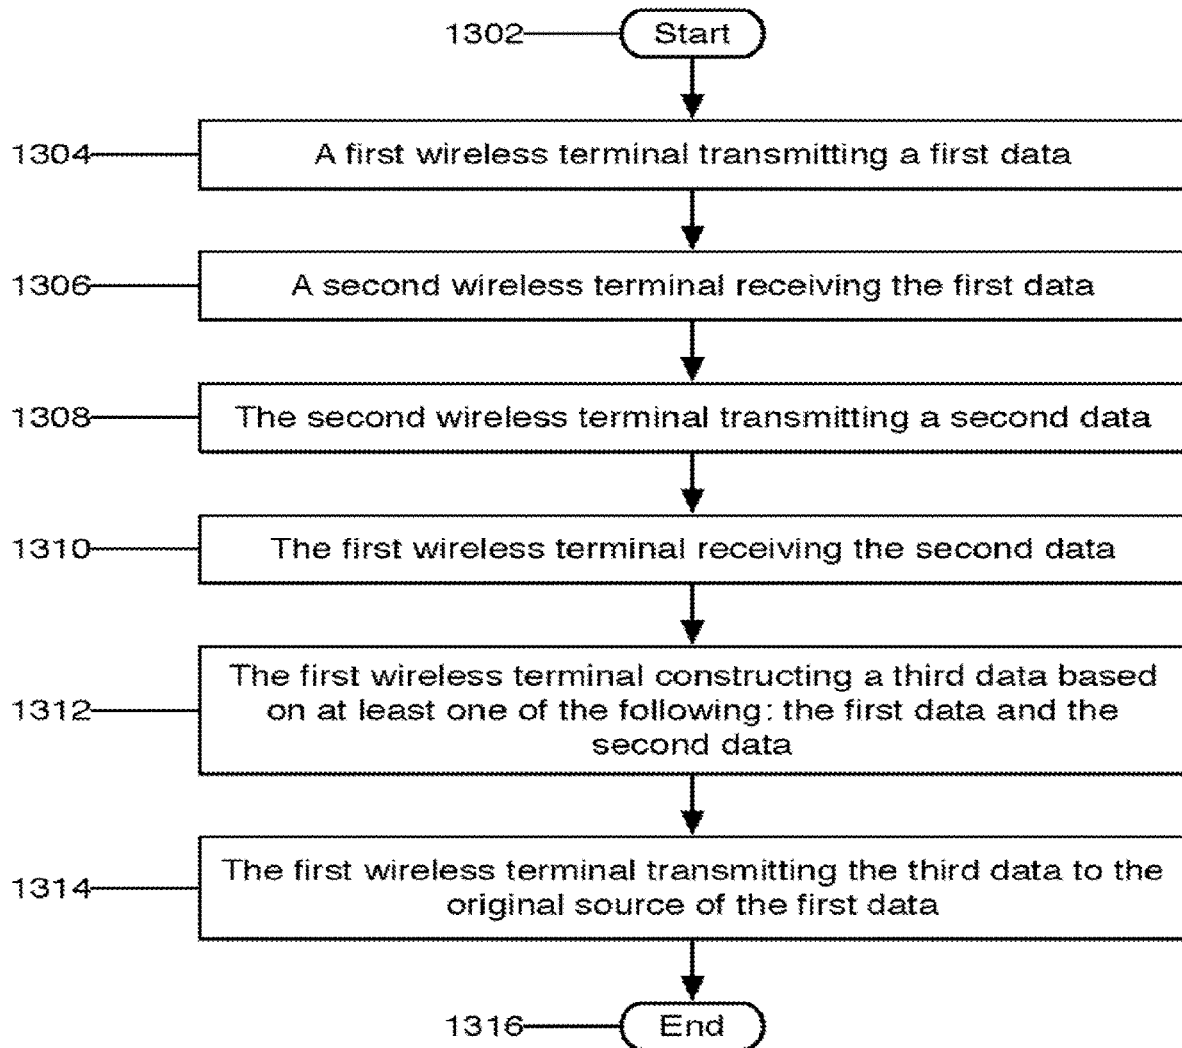 1302 Start
1304 A first wireless terminal transmitting a first data
1306 A second wireless terminal receiving the first data
1308 The second wireless terminal transmitting a second data
1310 The first wireless terminal receiving the second data
The first wireless terminal constructing a third data based
1312 on at least one of the following: the first data and the
second data
The first wireless terminal transmitting the third data to the
1314 original source of the first data
1316 End